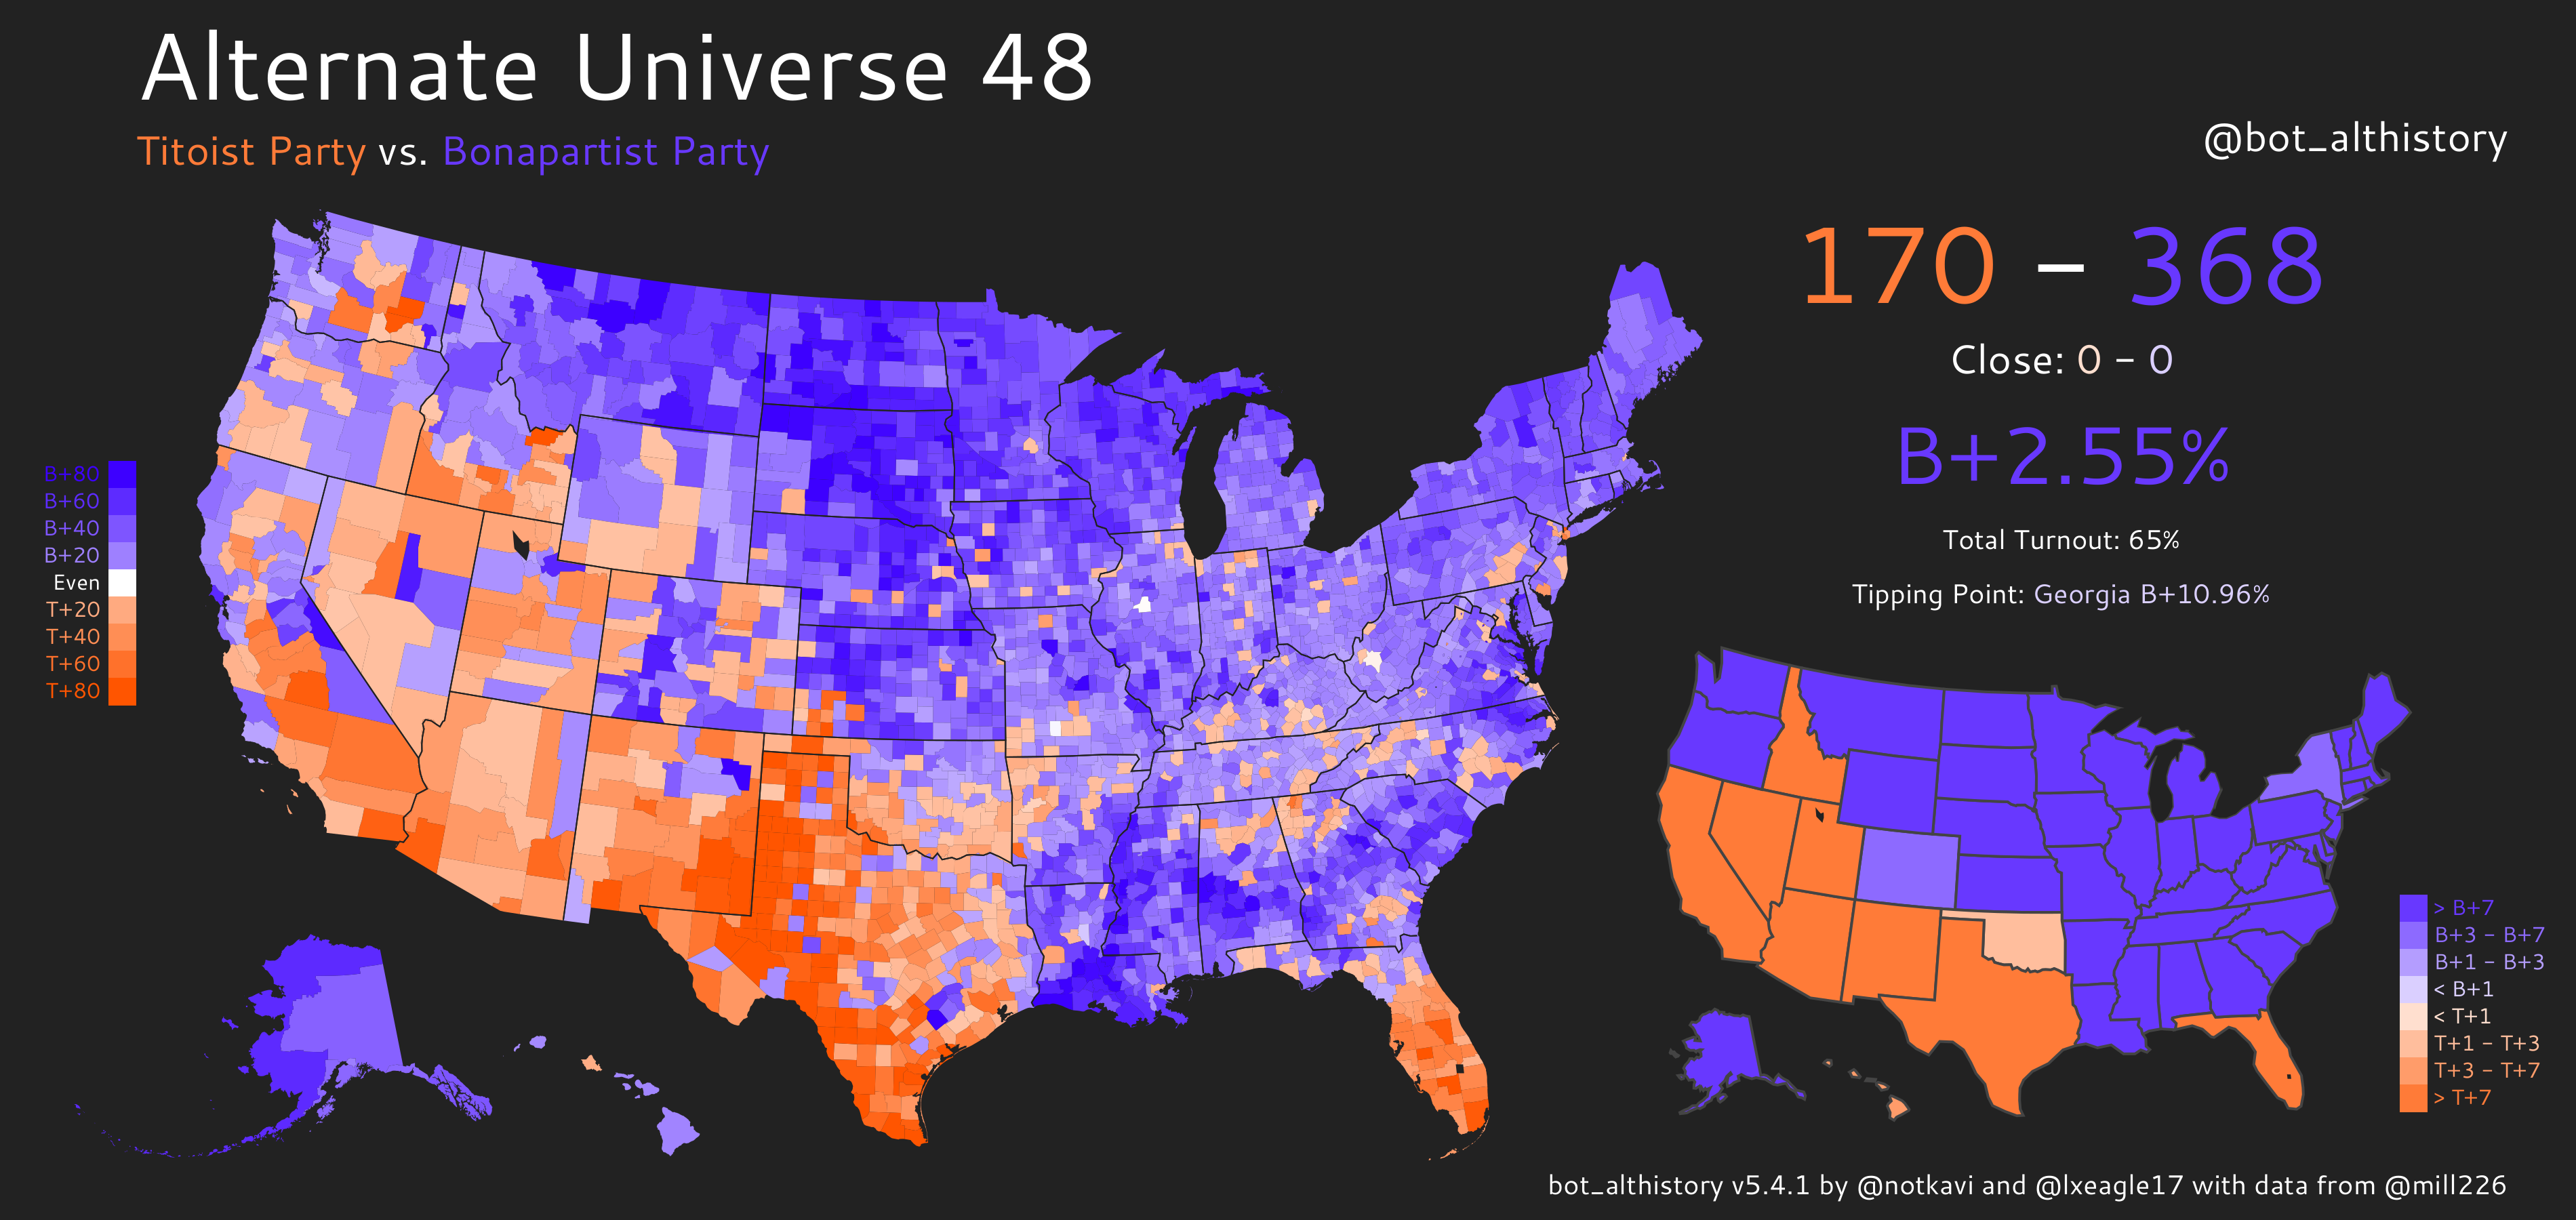 Alternate Universe 48
Titoist Party vs. Bonapartist Party
@bot_althistory
170 – 368
Close: 0 – 0
B+2.55%
Total Turnout: 65%
Tipping Point: Georgia B+10.96%
B+80
B+60
B+40
B+20
Even
T+20
T+40
T+60
T+80
> B+7
B+3 – B+7
B+1 – B+3
< B+1
< T+1
T+1 – T+3
T+3 – T+7
> T+7
bot_althistory v5.4.1 by @notkavi and @lxeagle17 with data from @mill226